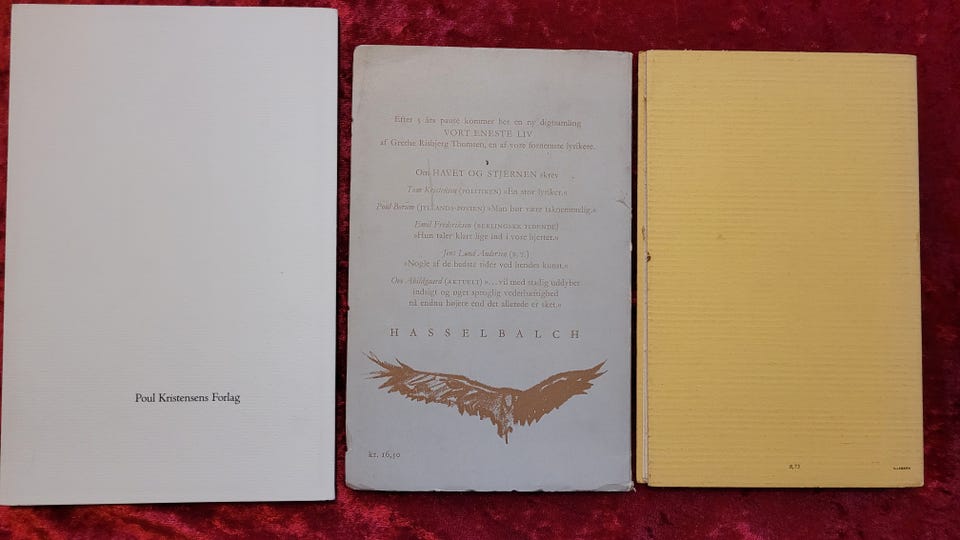 Poul Kristensens Forlag
Efter 5 års pause kommer her en ny digtsamling
VORT ENESTE LIV
af Grethe Risbjerg Thomsen, en af vore fornemste lyrikere.
Om HAVET OG STJERNEN skrev
Tom Kristensen (POLITIKEN) »En stor lyriker.«
Poul Borum (JYLLANDS-POSTEN) »Man bør være taknemmelig.«
Emil Frederiksen (BERLINGSKE TIDENDE)
»Hun taler klart lige ind i vore hjerter.«
Jens Lund Andersen (B. T.)
»Nogle af de bedste sider ved hendes kunst.«
Ove Abildgaard (AKTUELT) »... vil med stadig uddybet
indsigt og øget sproglig vederhæftighed
nå endnu højere end det allerede er sket.«
HASSELBALCH
kr. 16,50
8,75